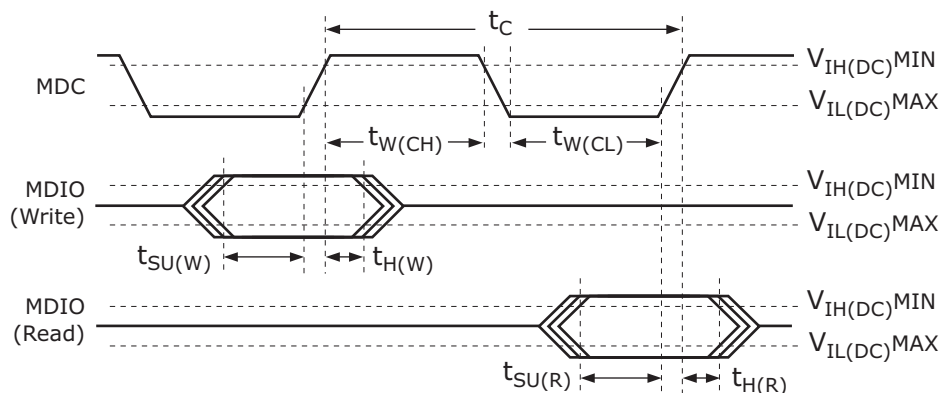 tC
MDC
VIH(DC)MIN
VIL(DC)MAX
tW(CH)
tW(CL)
MDIO
(Write)
VIH(DC)MIN
VIL(DC)MAX
tSU(W)
tH(W)
MDIO
(Read)
VIH(DC)MIN
VIL(DC)MAX
tSU(R)
tH(R)